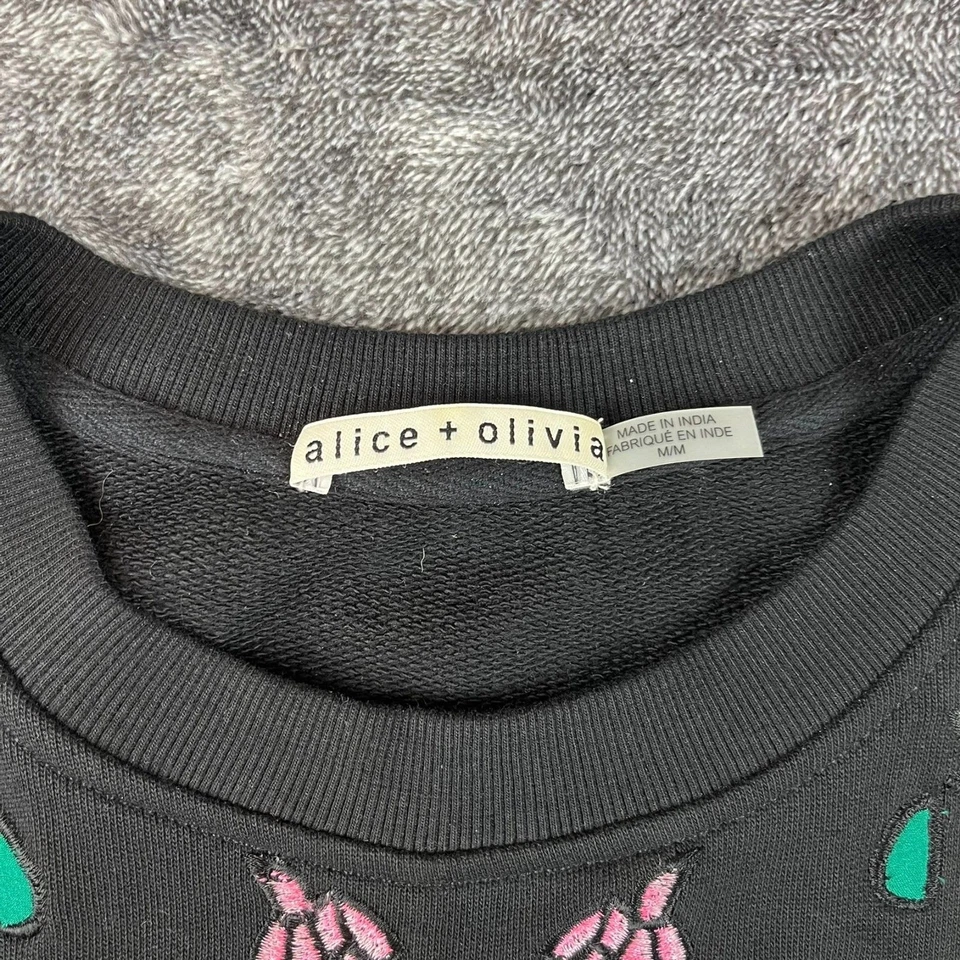 alice + olivia
MADE IN INDIA
FABRIQUÉ EN INDE
M/M